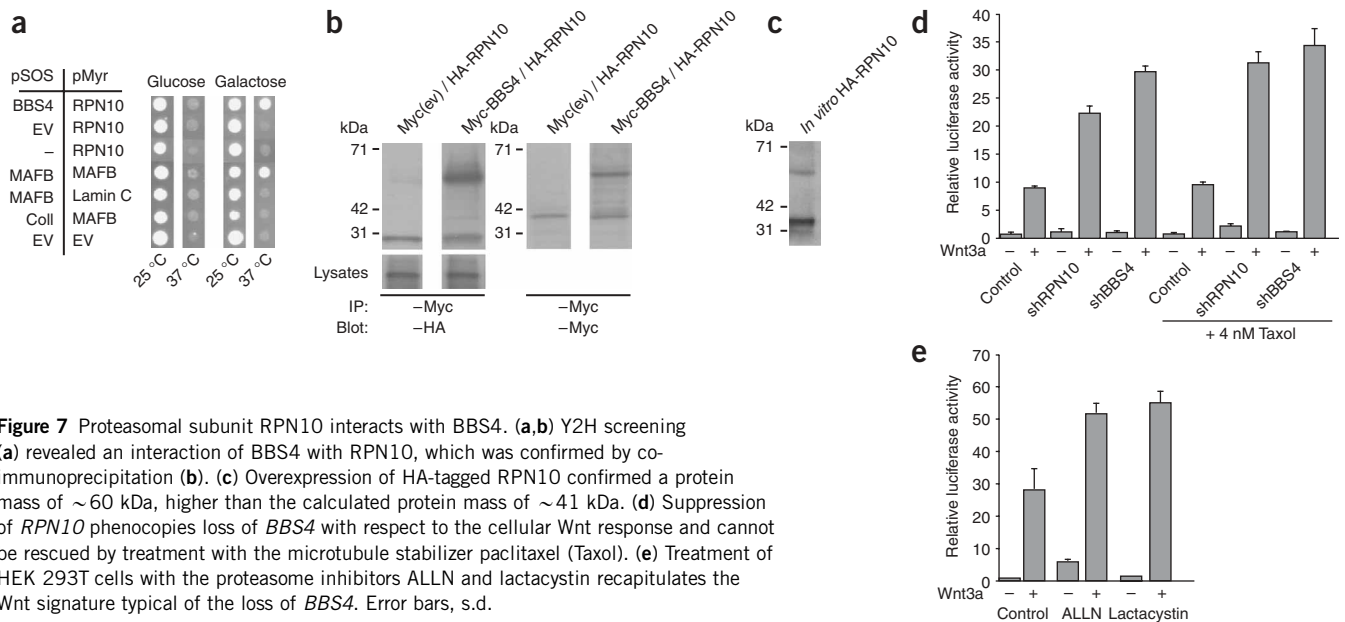 a
pSOS pMyr Glucose Galactose
BBS4 RPN10
EV RPN10
– RPN10
MAFB MAFB
MAFB Lamin C
Coll MAFB
EV EV
25 °C 37 °C 25 °C 37 °C
b
Myc(ev) / HA-RPN10
Myc-BBS4 / HA-RPN10
Myc(ev) / HA-RPN10
Myc-BBS4 / HA-RPN10
kDa kDa
71 71
42 42
31 31
Lysates
IP: –Myc –Myc
Blot: –HA –Myc
c
In vitro HA-RPN10
kDa
71
42
31
d
Relative luciferase activity
40
35
30
25
20
15
10
5
0
Wnt3a – + – + – + – + – + – +
Control shRPN10 shBBS4 Control shRPN10 shBBS4
+ 4 nM Taxol
e
Relative luciferase activity
70
60
50
40
30
20
10
0
Wnt3a – + – + – +
Control ALLN Lactacystin
Figure 7 Proteasomal subunit RPN10 interacts with BBS4. (a,b) Y2H screening
(a) revealed an interaction of BBS4 with RPN10, which was confirmed by co-
immunoprecipitation (b). (c) Overexpression of HA-tagged RPN10 confirmed a protein
mass of ~60 kDa, higher than the calculated protein mass of ~41 kDa. (d) Suppression
of RPN10 phenocopies loss of BBS4 with respect to the cellular Wnt response and cannot
be rescued by treatment with the microtubule stabilizer paclitaxel (Taxol). (e) Treatment of
HEK 293T cells with the proteasome inhibitors ALLN and lactacystin recapitulates the
Wnt signature typical of the loss of BBS4. Error bars, s.d.